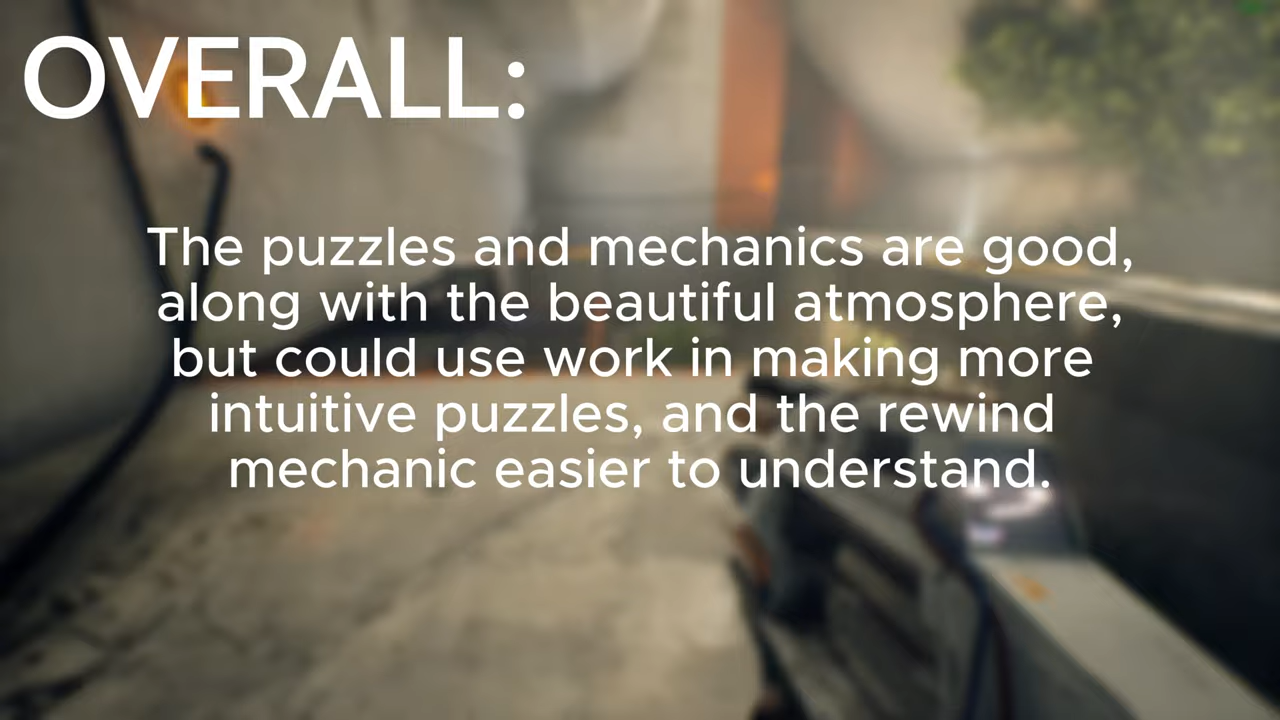 OVERALL:
The puzzles and mechanics are good,
along with the beautiful atmosphere,
but could use work in making more
intuitive puzzles, and the rewind
mechanic easier to understand.